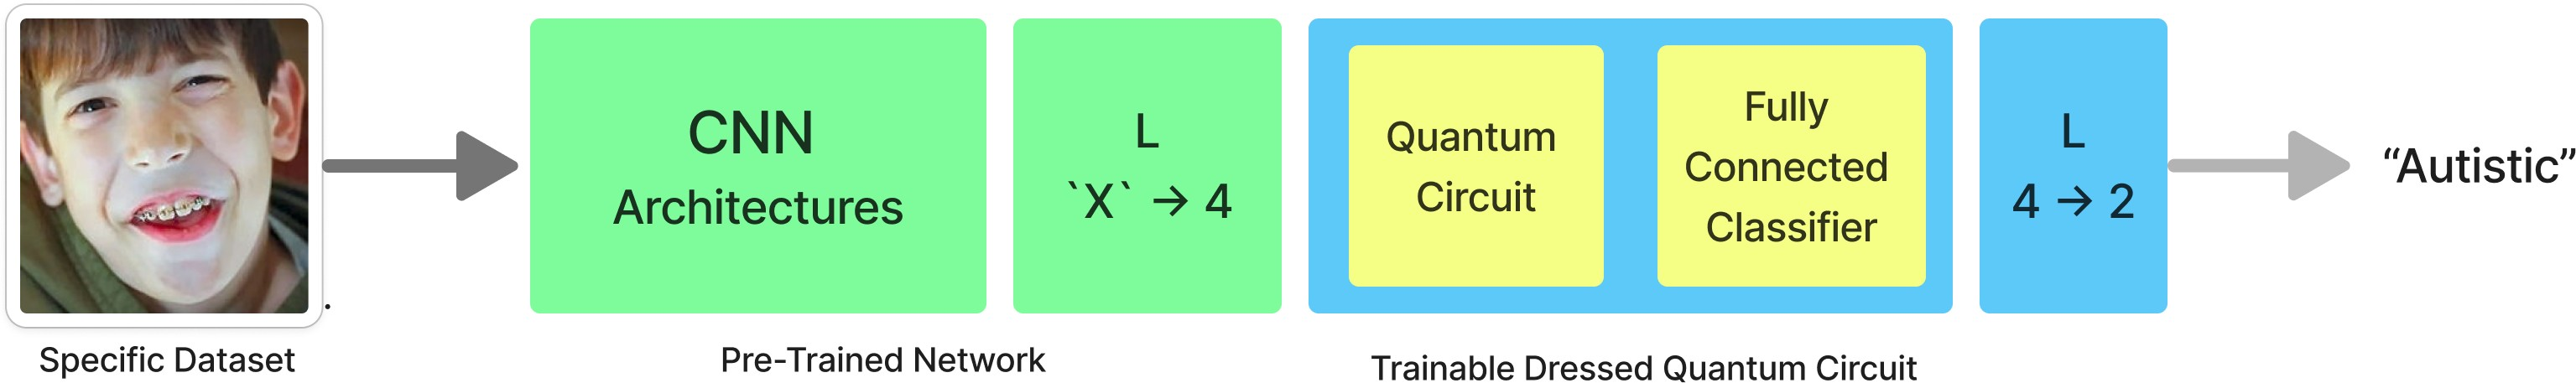 CNN
Architectures
L
`X` → 4
Quantum
Circuit
Fully
Connected
Classifier
L
4 → 2
“Autistic”
.
Specific Dataset
Pre-Trained Network
Trainable Dressed Quantum Circuit